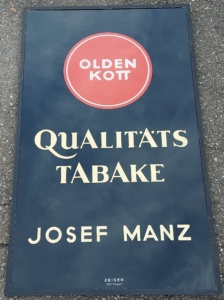 OLDEN
KOTT
QUALITÄTS
TABAKE
JOSEF MANZ